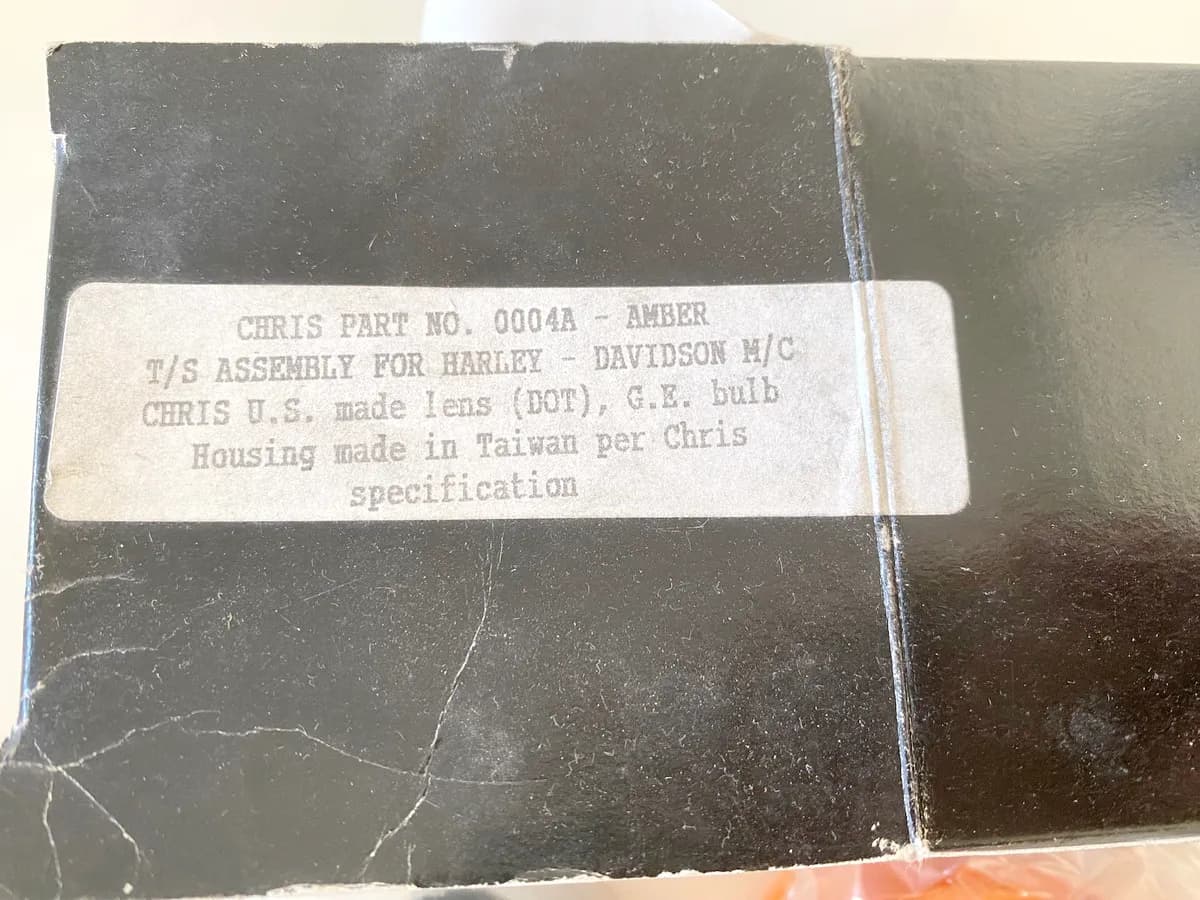 CHRIS PART NO. 0004A - AMBER
T/S ASSEMBLY FOR HARLEY - DAVIDSON M/C
CHRIS U.S. made lens (DOT), G.E. bulb
Housing made in Taiwan per Chris
specification